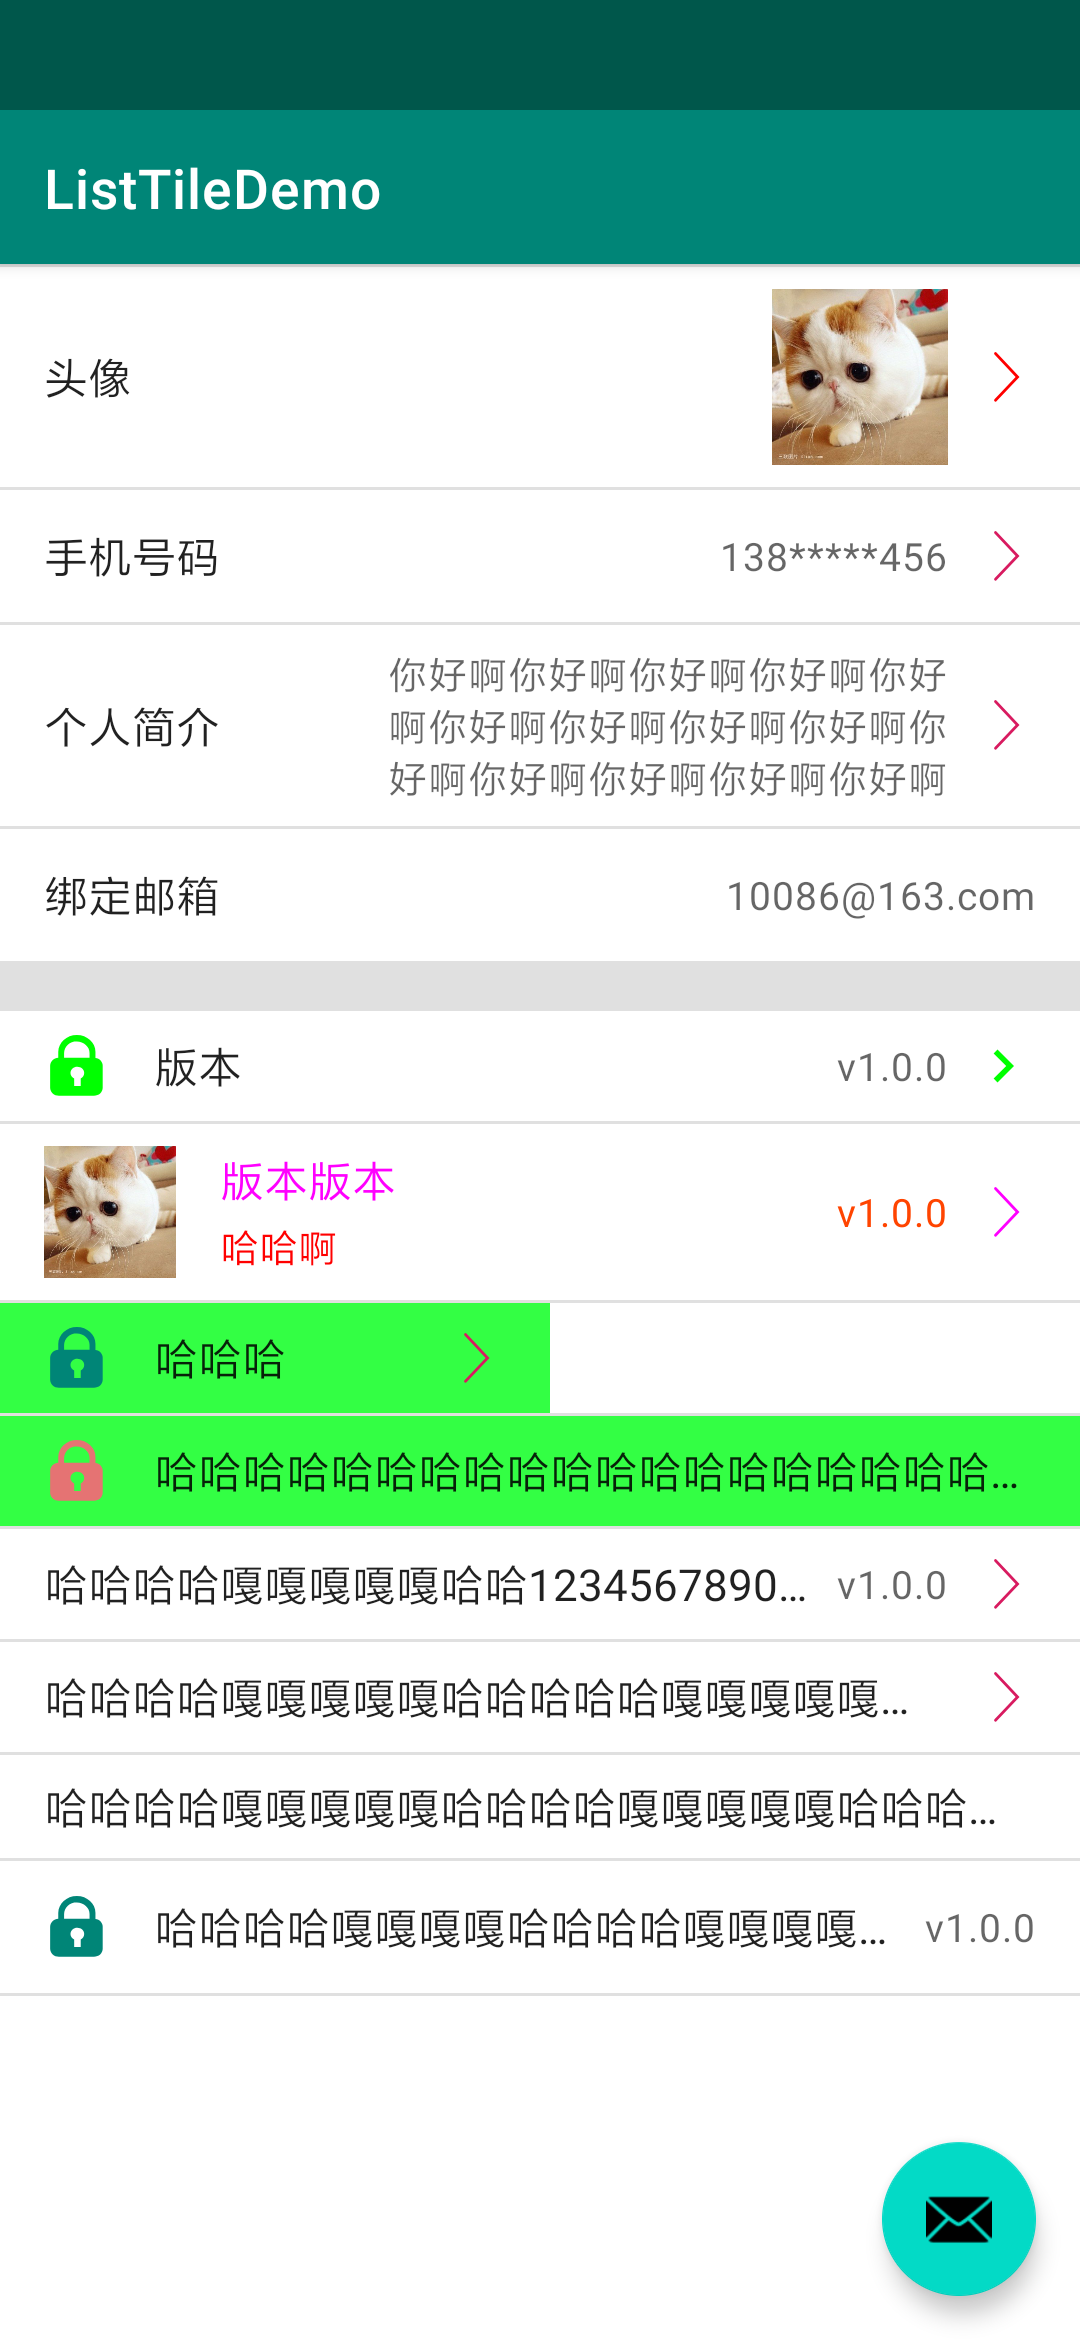 ListTileDemo
头像
手机号码
138*****456
你好啊你好啊你好啊你好啊你好
个人简介
啊你好啊你好啊你好啊你好啊你
好啊你好啊你好啊你好啊你好啊
绑定邮箱
10086@163.com
版本
v1.0.0
版本版本
哈哈啊
v1.0.0
哈哈哈
哈哈哈哈哈哈哈哈哈哈哈哈哈哈哈哈哈哈哈...
哈哈哈哈嘎嘎嘎嘎嘎哈哈1234567890...
v1.0.0
哈哈哈哈嘎嘎嘎嘎嘎哈哈哈哈哈嘎嘎嘎嘎嘎...
哈哈哈哈嘎嘎嘎嘎嘎哈哈哈哈嘎嘎嘎嘎嘎哈哈哈...
哈哈哈哈嘎嘎嘎嘎哈哈哈哈嘎嘎嘎嘎...
v1.0.0